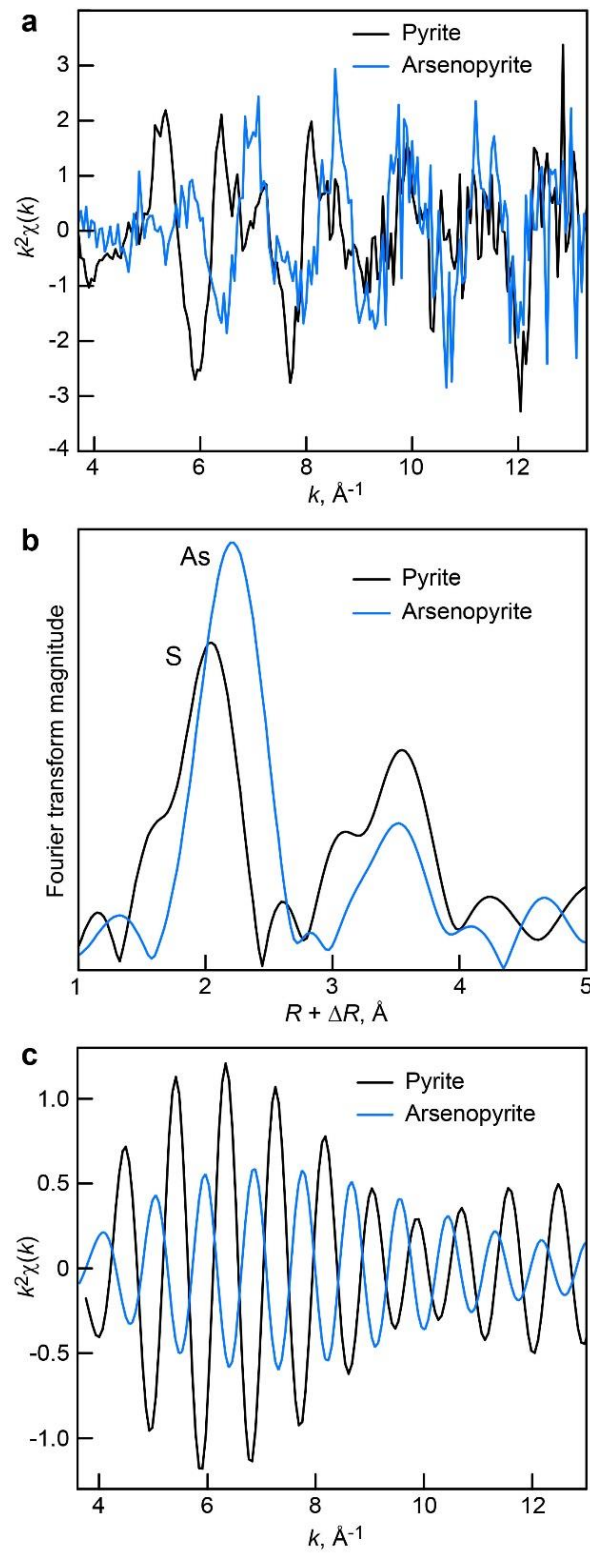 a
Pyrite
Arsenopyrite
3
2
1
0
-1
-2
-3
-4
k²χ(k)
4 6 8 10 12
k, Å⁻¹
b
As
S
Pyrite
Arsenopyrite
Fourier transform magnitude
1 2 3 4 5
R + ΔR, Å
c
Pyrite
Arsenopyrite
1.0
0.5
0
-0.5
-1.0
k²χ(k)
4 6 8 10 12
k, Å⁻¹